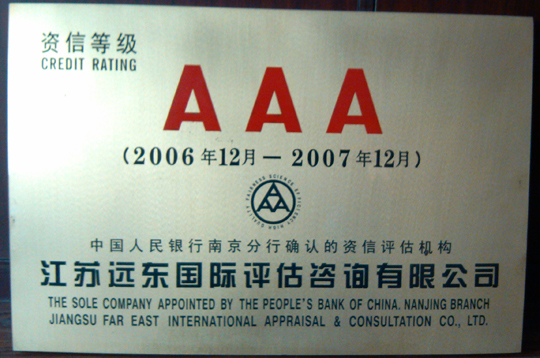 资信等级
CREDIT RATING
AAA
(2006年12月—2007年12月)
AAA
中国人民银行南京分行确认的资信评估机构
江苏远东国际评估咨询有限公司
THE SOLE COMPANY APPOINTED BY THE PEOPLE'S BANK OF CHINA. NANJING BRANCH
JIANGSU FAR EAST INTERNATIONAL APPRAISAL & CONSULTATION CO., LTD.